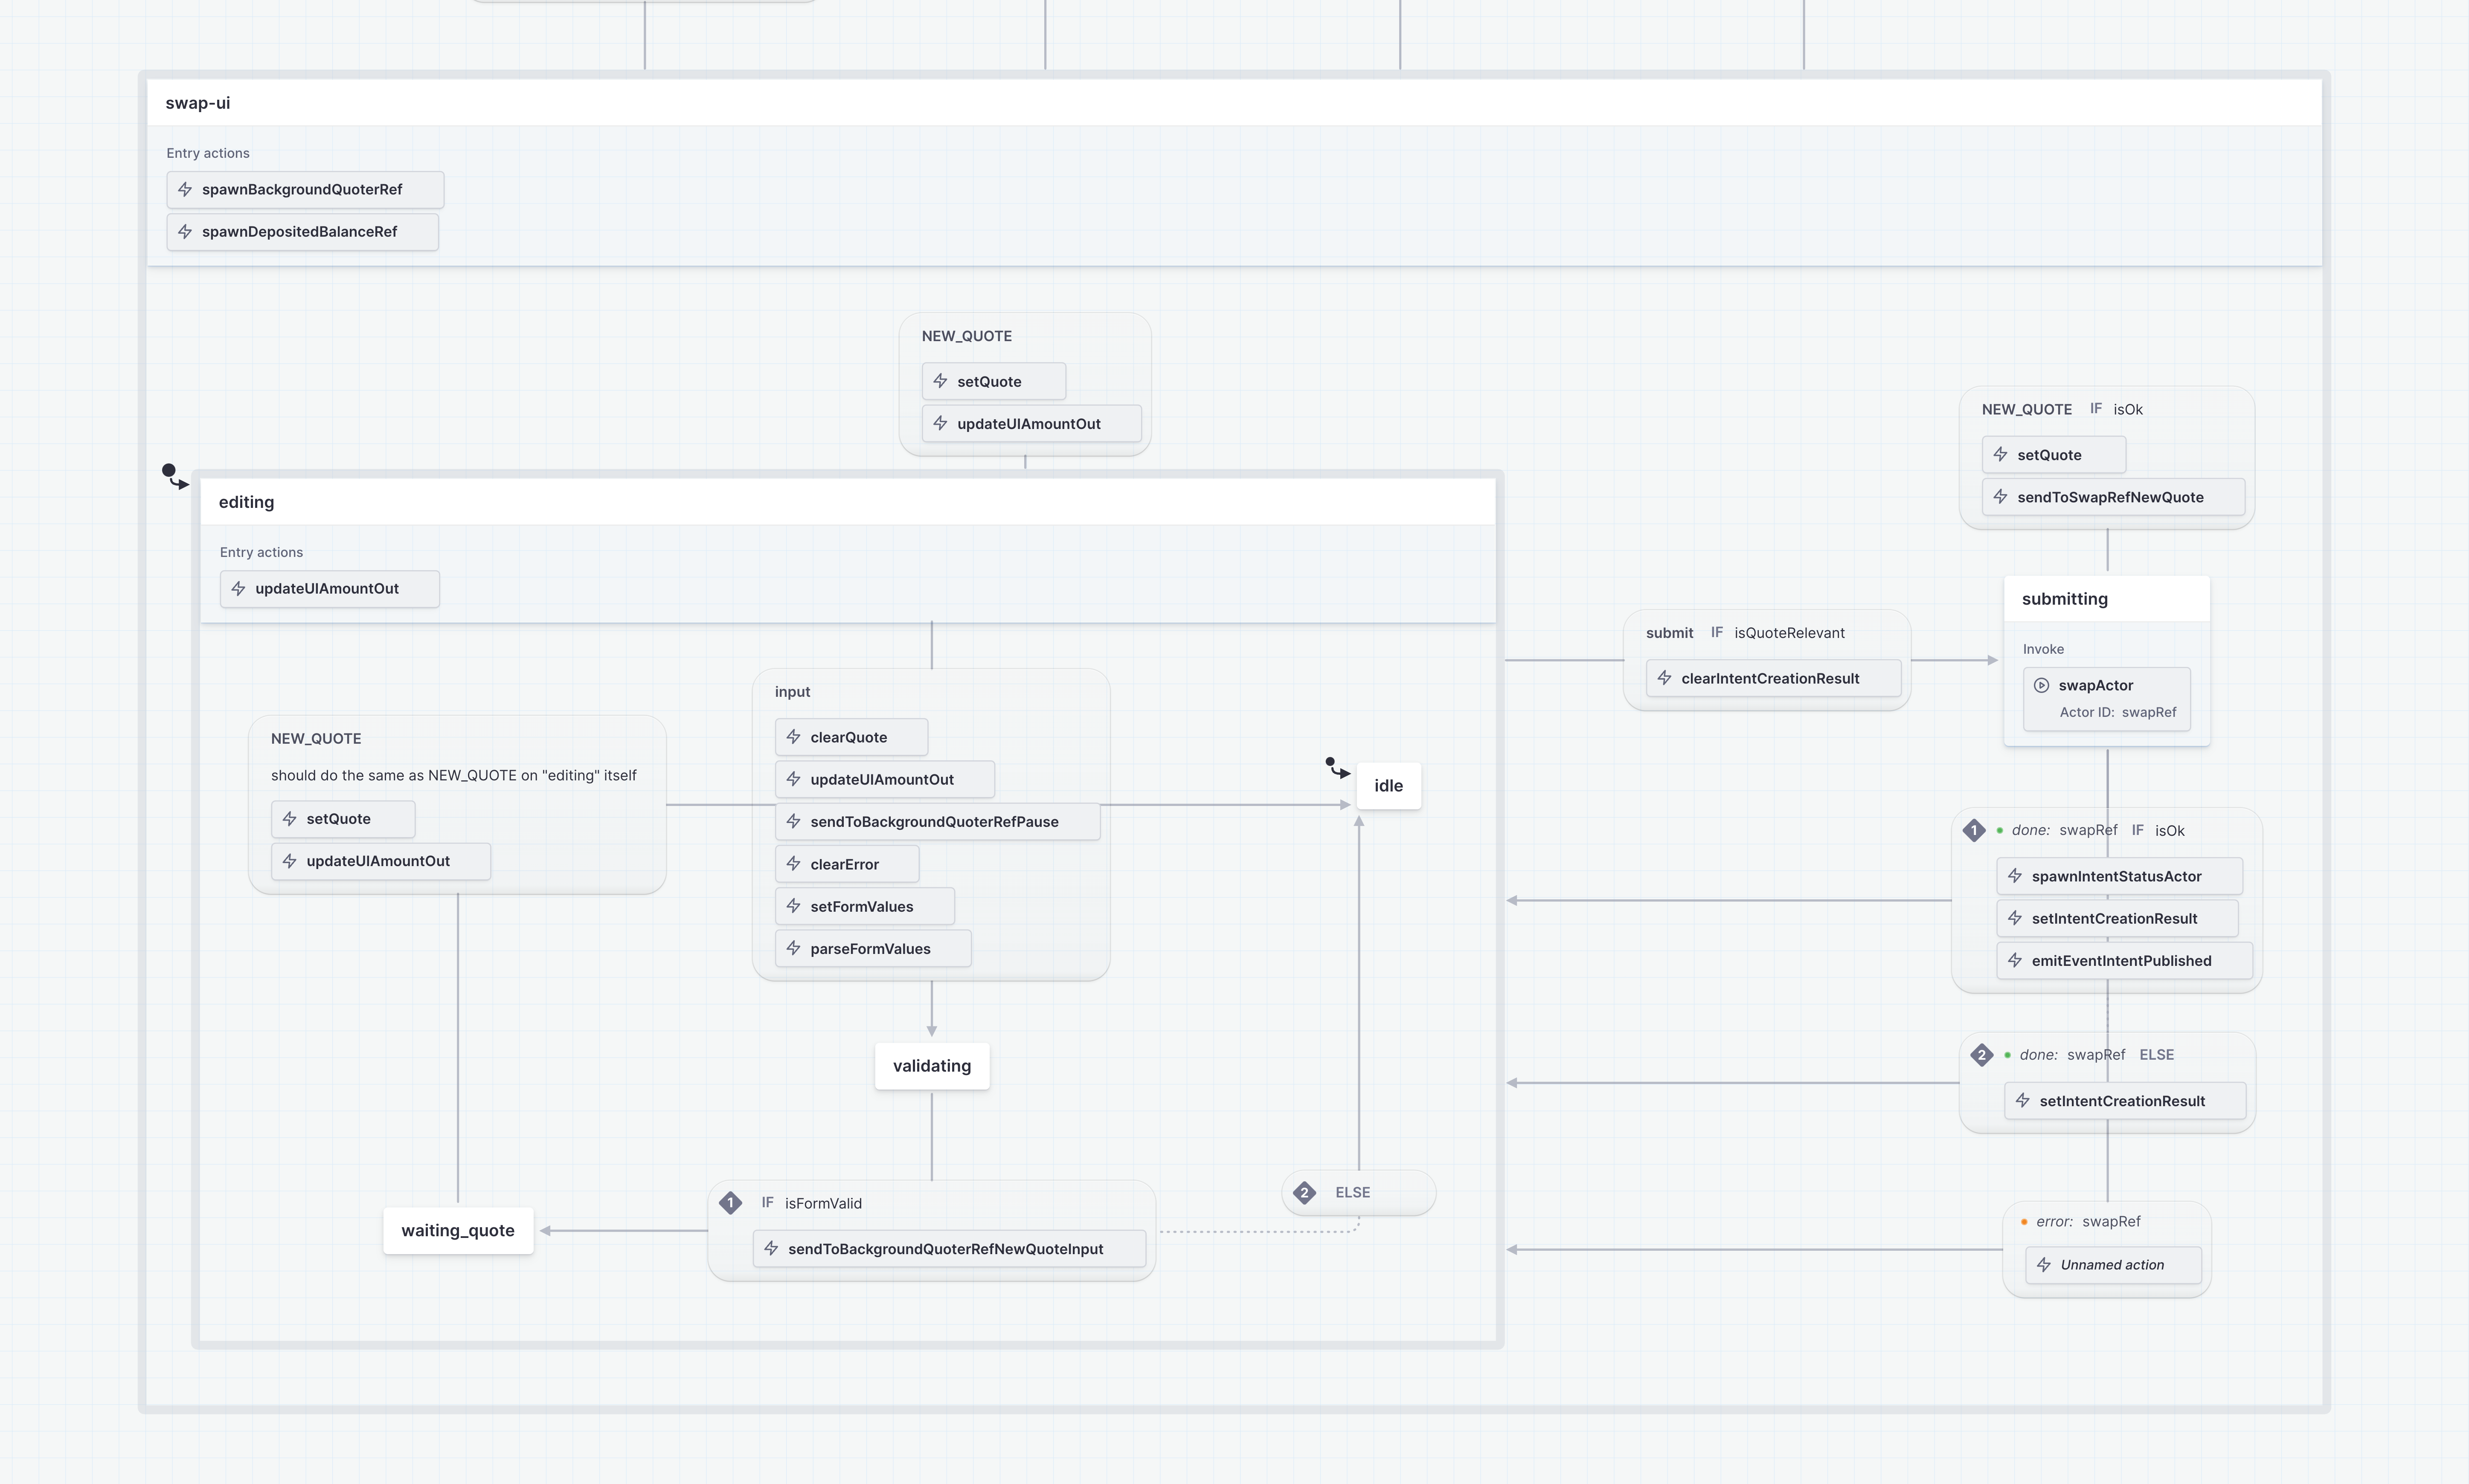 swap-ui
Entry actions
spawnBackgroundQuoterRef
spawnDepositedBalanceRef
NEW_QUOTE
setQuote
updateUIAmountOut
NEW_QUOTE IF isOk
setQuote
sendToSwapRefNewQuote
editing
Entry actions
updateUIAmountOut
submit IF isQuoteRelevant
clearIntentCreationResult
submitting
Invoke
swapActor
Actor ID: swapRef
NEW_QUOTE
should do the same as NEW_QUOTE on "editing" itself
setQuote
updateUIAmountOut
input
clearQuote
updateUIAmountOut
sendToBackgroundQuoterRefPause
clearError
setFormValues
parseFormValues
idle
1 done: swapRef IF isOk
spawnIntentStatusActor
setIntentCreationResult
emitEventIntentPublished
validating
2 done: swapRef ELSE
setIntentCreationResult
waiting_quote
1 IF isFormValid
sendToBackgroundQuoterRefNewQuoteInput
2 ELSE
error: swapRef
Unnamed action